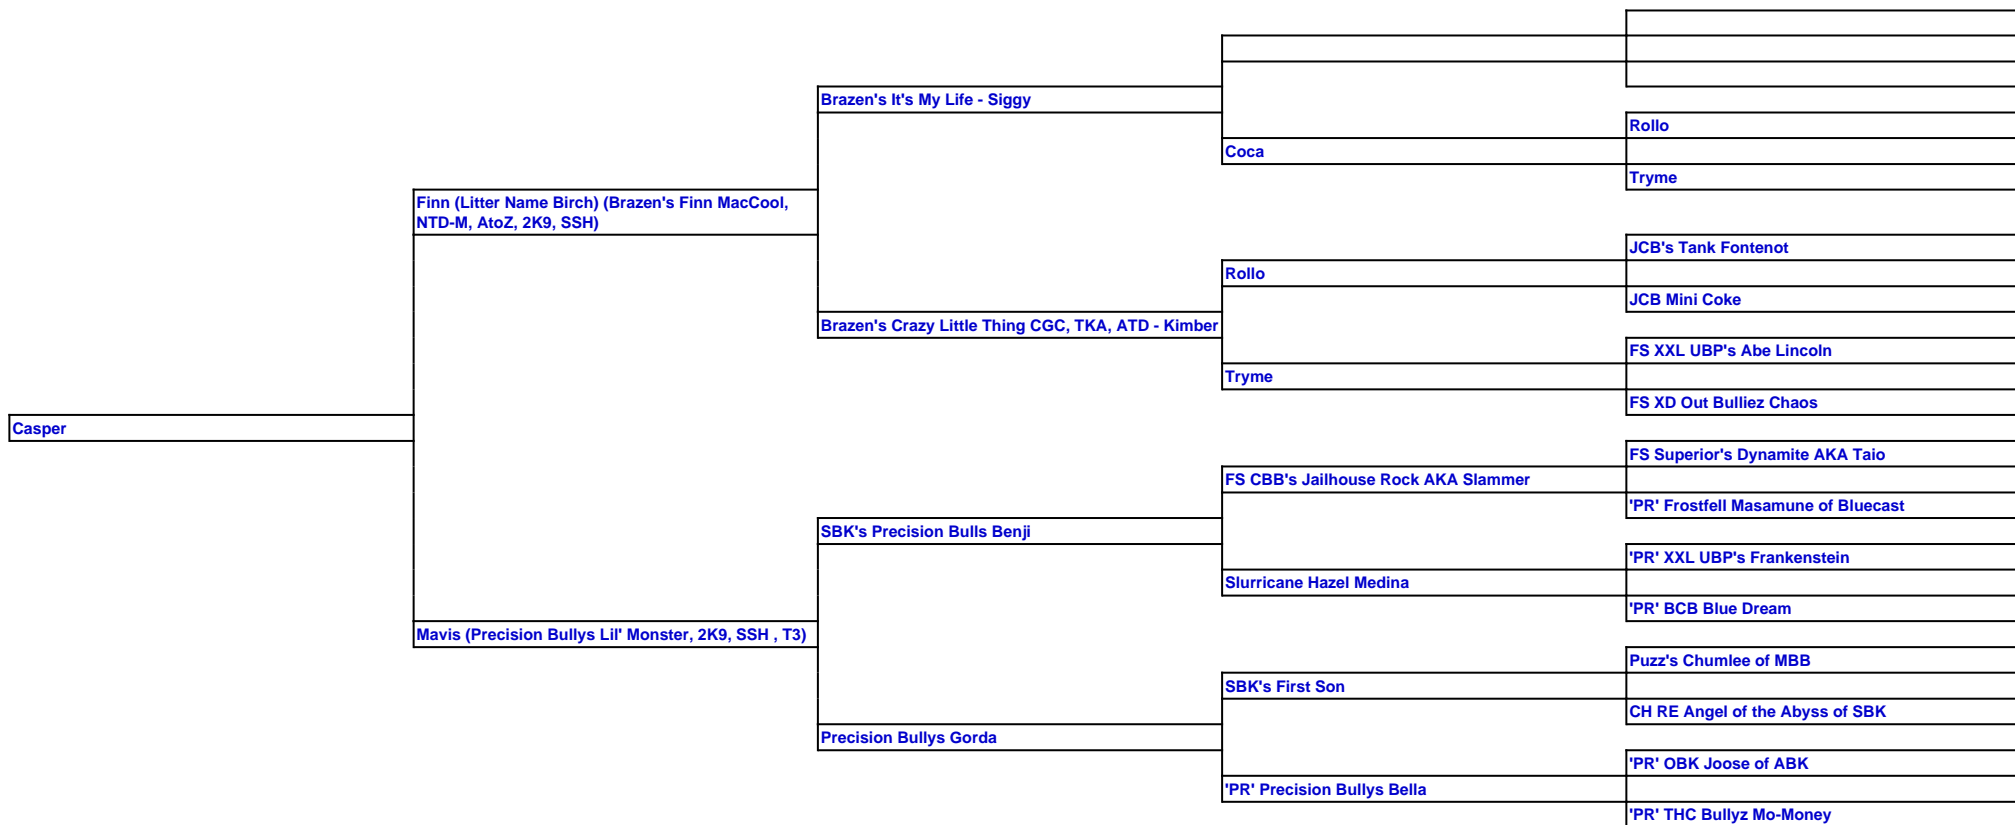 Brazen's It's My Life - Siggy
Rollo
Coca
Tryme
Finn (Litter Name Birch) (Brazen's Finn MacCool,
NTD-M, AtoZ, 2K9, SSH)
JCB's Tank Fontenot
Rollo
JCB Mini Coke
Brazen's Crazy Little Thing CGC, TKA, ATD - Kimber
FS XXL UBP's Abe Lincoln
Tryme
FS XD Out Bulliez Chaos
Casper
FS Superior's Dynamite AKA Taio
FS CBB's Jailhouse Rock AKA Slammer
'PR' Frostfell Masamune of Bluecast
SBK's Precision Bulls Benji
'PR' XXL UBP's Frankenstein
Slurricane Hazel Medina
'PR' BCB Blue Dream
Mavis (Precision Bullys Lil' Monster, 2K9, SSH , T3)
Puzz's Chumlee of MBB
SBK's First Son
CH RE Angel of the Abyss of SBK
Precision Bullys Gorda
'PR' OBK Joose of ABK
'PR' Precision Bullys Bella
'PR' THC Bullyz Mo-Money